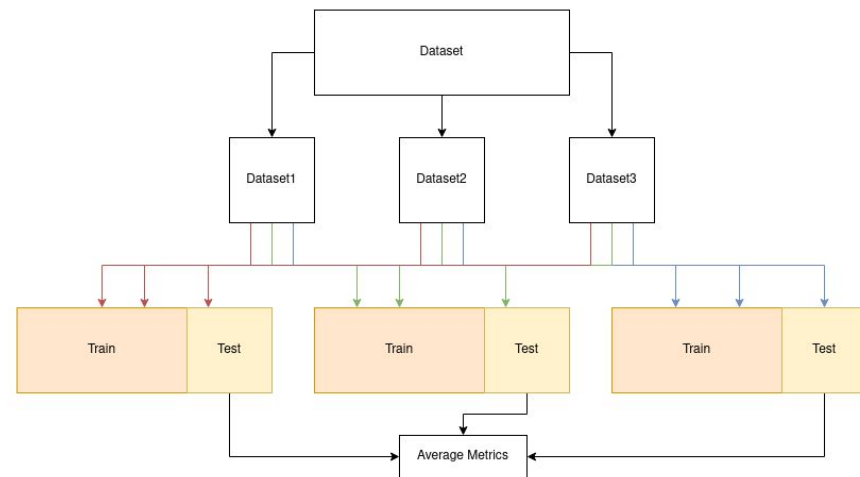 Dataset
Dataset1
Dataset2
Dataset3
Train
Test
Train
Test
Train
Test
Average Metrics